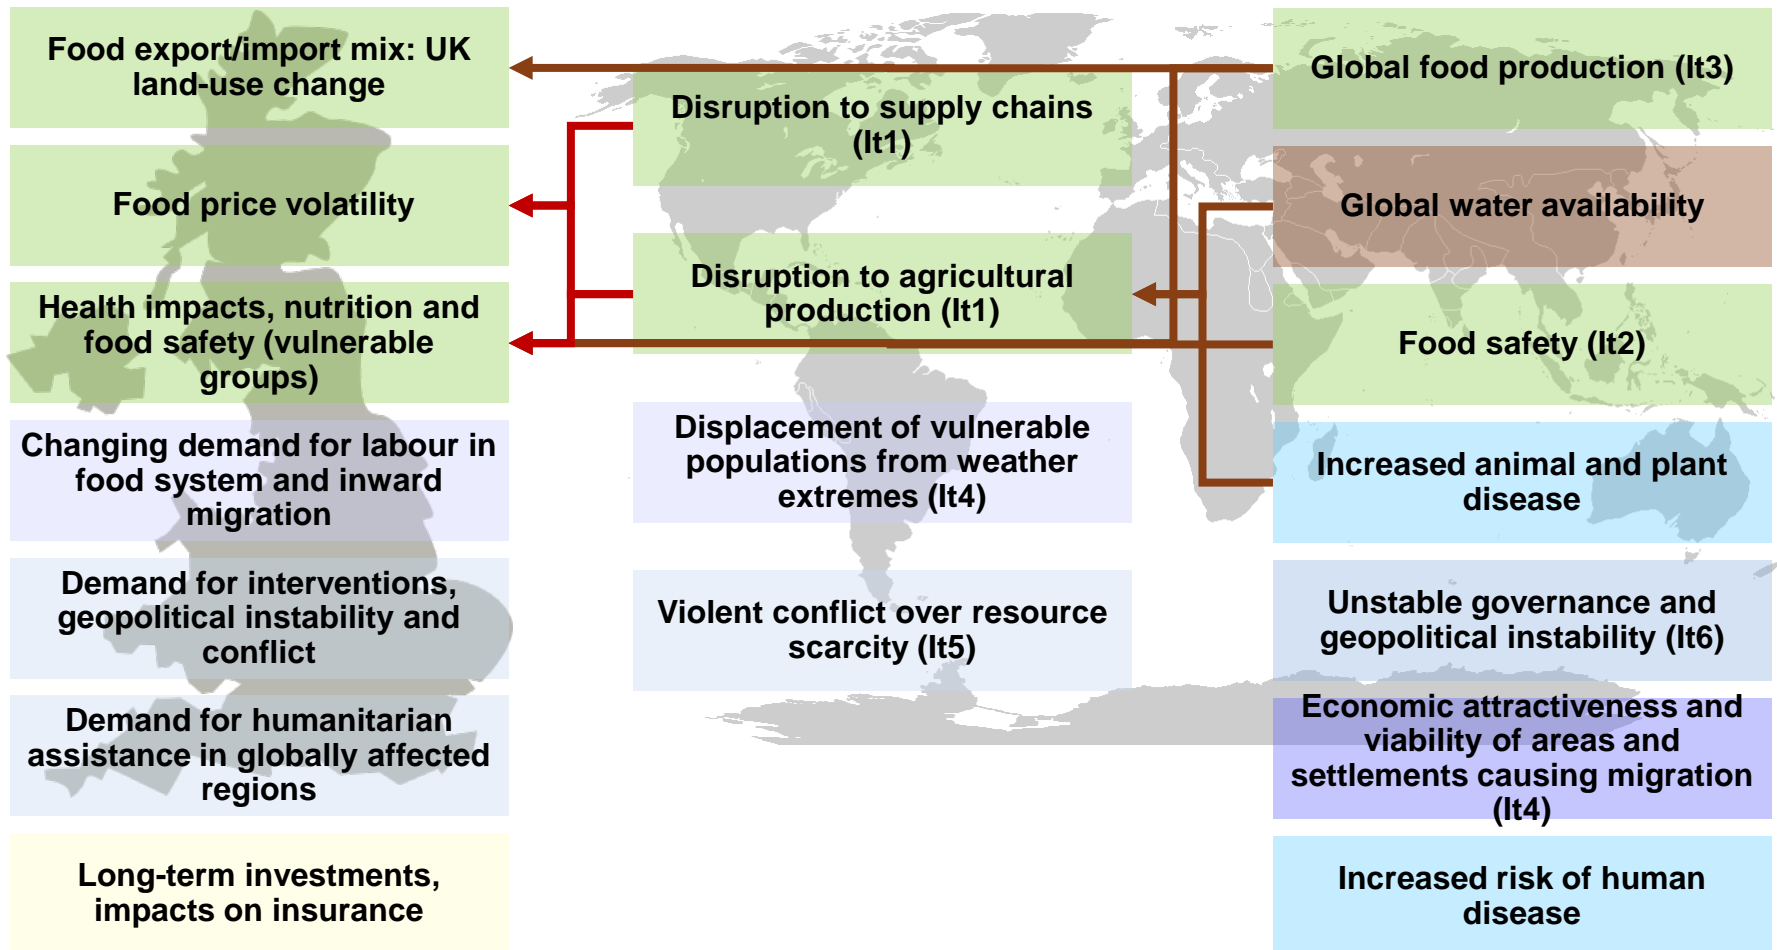 Food export/import mix: UK
land-use change
Food price volatility
Health impacts, nutrition and
food safety (vulnerable
groups)
Changing demand for labour in
food system and inward
migration
Demand for interventions,
geopolitical instability and
conflict
Demand for humanitarian
assistance in globally affected
regions
Long-term investments,
impacts on insurance
Disruption to supply chains
(It1)
Disruption to agricultural
production (It1)
Displacement of vulnerable
populations from weather
extremes (It4)
Violent conflict over resource
scarcity (It5)
Global food production (It3)
Global water availability
Food safety (It2)
Increased animal and plant
disease
Unstable governance and
geopolitical instability (It6)
Economic attractiveness and
viability of areas and
settlements causing migration
(It4)
Increased risk of human
disease